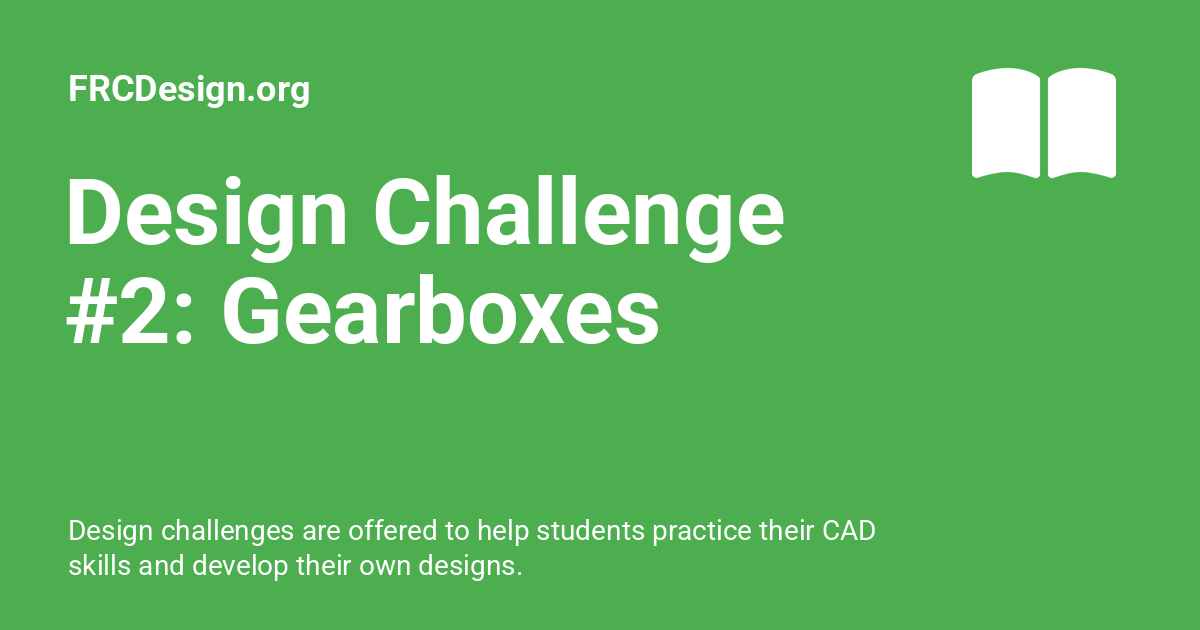 FRCDesign.org
Design Challenge
#2: Gearboxes
Design challenges are offered to help students practice their CAD
skills and develop their own designs.